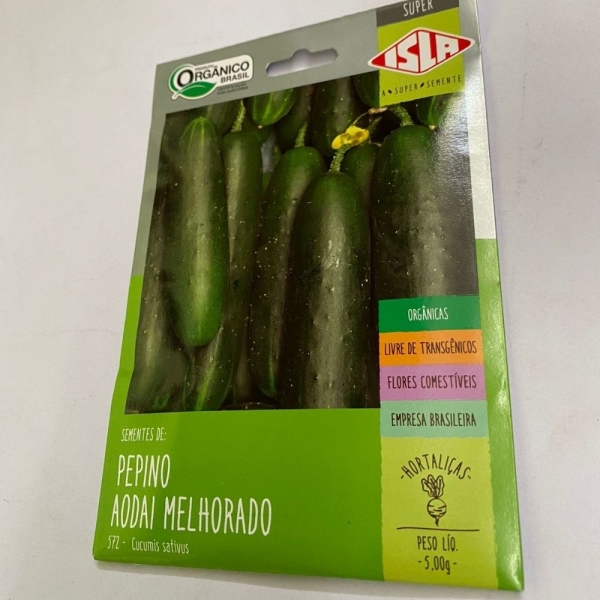 SUPER
ISLA
A SUPER SEMENTE
PRODUTO
ORGÂNICO
BRASIL
ORGÂNICAS
LIVRE DE TRANSGÊNICOS
FLORES COMESTÍVEIS
EMPRESA BRASILEIRA
SEMENTES DE:
PEPINO
AODAI MELHORADO
572 - Cucumis sativus
-HORTALIÇAS-
PESO LÍQ.
-5,00g-